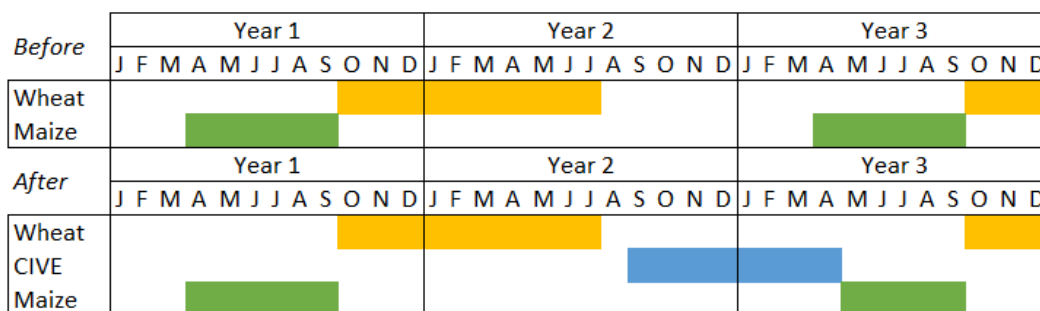 Before Year 1 Year 2 Year 3
J F M A M J J A S O N D J F M A M J J A S O N D J F M A M J J A S O N D
Wheat
Maize
After Year 1 Year 2 Year 3
J F M A M J J A S O N D J F M A M J J A S O N D J F M A M J J A S O N D
Wheat
CIVE
Maize